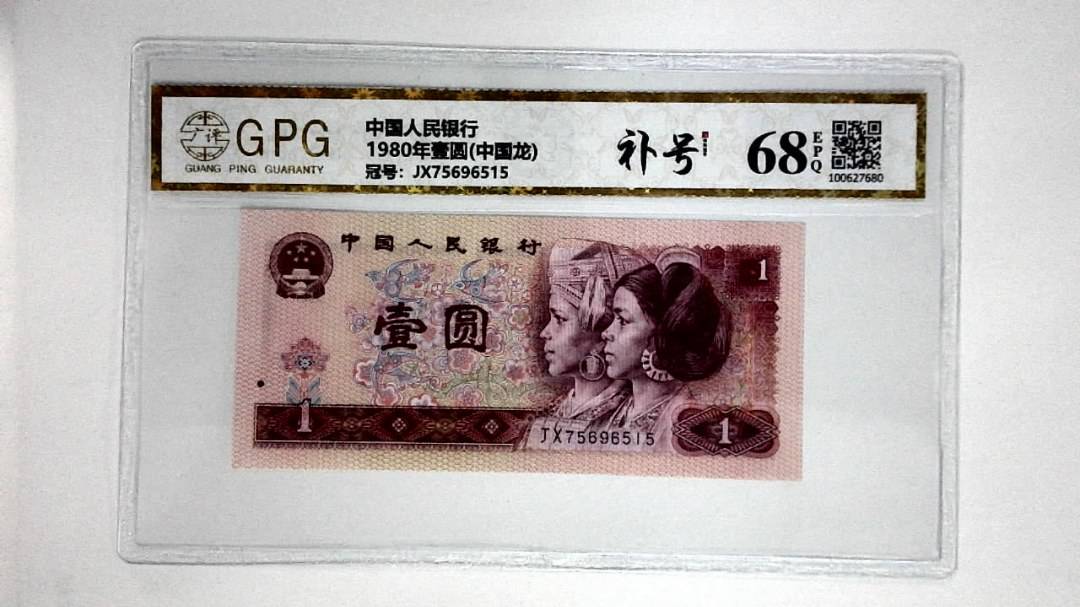 GPG
GUANG PING GUARANTY
中国人民银行
1980年壹圆(中国龙)
冠号：JX75696515
补号
68
EPQ
100627680
中国人民银行
壹圆
1
1
JX75696515
1